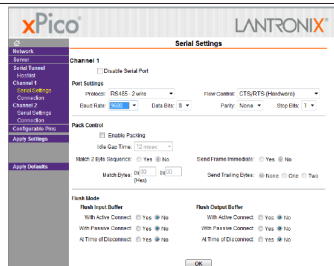 xPico®
LANTRONIX®
Serial Settings
Network
Server
Serial Tunnel
Hostlist
Channel 1
Serial Settings
Connection
Channel 2
Serial Settings
Connection
Configurable Pins
Apply Settings
Apply Defaults
Channel 1
Disable Serial Port
Port Settings
Protocol: RS485 - 2 wire
Flow Control: CTS/RTS (Hardware)
Baud Rate: 9600
Data Bits: 8
Parity: None
Stop Bits: 1
Pack Control
Enable Packing
Idle Gap Time: 12 msec
Match 2 Byte Sequence: Yes No
Send Frame Immediate: Yes No
Match Bytes: 0x 00 0x 00
(Hex)
Send Trailing Bytes: None One Two
Flush Mode
Flush Input Buffer
Flush Output Buffer
With Active Connect: Yes No
With Active Connect: Yes No
With Passive Connect: Yes No
With Passive Connect: Yes No
At Time of Disconnect: Yes No
At Time of Disconnect: Yes No
OK